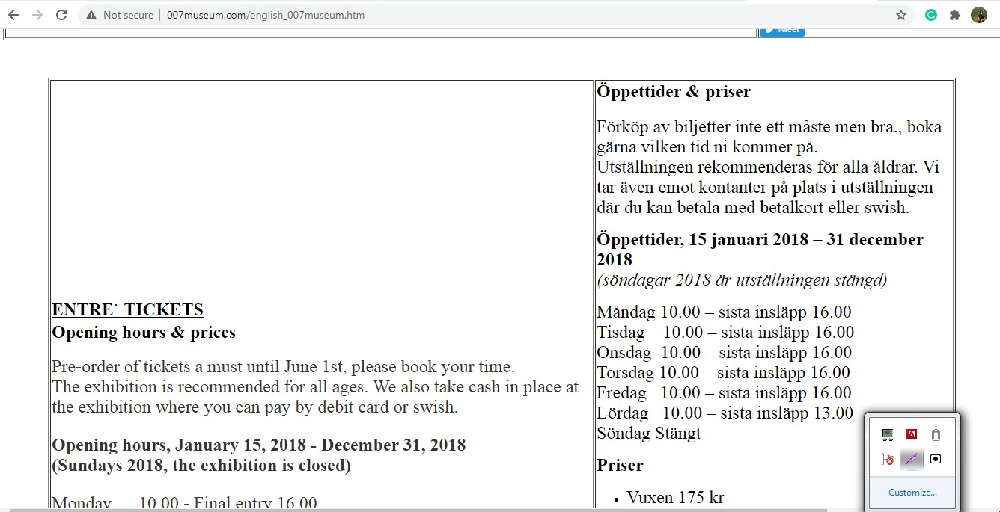 Not secure
007museum.com/english_007museum.htm
Tweet
ENTRE` TICKETS
Opening hours & prices
Pre-order of tickets a must until June 1st, please book your time.
The exhibition is recommended for all ages. We also take cash in place at
the exhibition where you can pay by debit card or swish.
Opening hours, January 15, 2018 - December 31, 2018
(Sundays 2018, the exhibition is closed)
Monday 10.00 - Final entry 16.00
Öppettider & priser
Förköp av biljetter inte ett måste men bra., boka
gärna vilken tid ni kommer på.
Utställningen rekommenderas för alla åldrar. Vi
tar även emot kontanter på plats i utställningen
där du kan betala med betalkort eller swish.
Öppettider, 15 januari 2018 – 31 december
2018
(söndagar 2018 är utställningen stängd)
Måndag 10.00 – sista insläpp 16.00
Tisdag 10.00 – sista insläpp 16.00
Onsdag 10.00 – sista insläpp 16.00
Torsdag 10.00 – sista insläpp 16.00
Fredag 10.00 – sista insläpp 16.00
Lördag 10.00 – sista insläpp 13.00
Söndag Stängt
Priser
• Vuxen 175 kr
Customize...